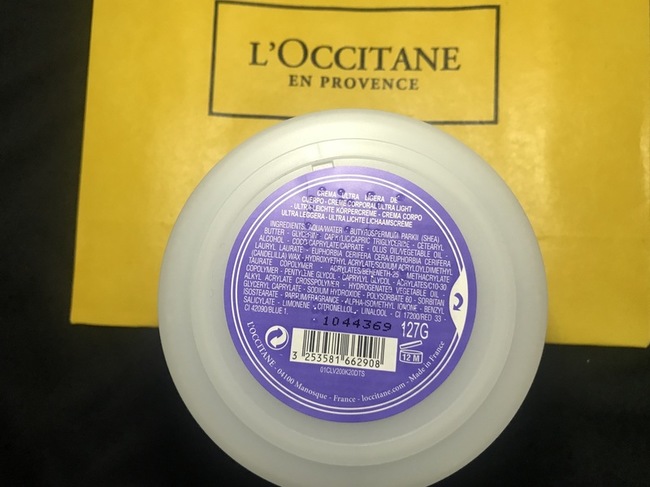 L'OCCITANE
EN PROVENCE
CREMA ULTRA LIGERA DE
CUERPO - CREME CORPORAL ULTRA LIGHT
ULTRA-LEICHTE KÖRPERCREME - CREMA CORPO
ULTRA LEGGERA - ULTRA LICHTE LICHAAMSCRÈME
INGREDIENTS: AQUA/WATER - BUTYROSPERMUM PARKII (SHEA)
BUTTER - GLYCERIN - CAPRYLIC/CAPRIC TRIGLYCERIDE - CETEARYL
ALCOHOL - COCO-CAPRYLATE/CAPRATE - OLUS OIL/VEGETABLE OIL -
LAURYL LAURATE - EUPHORBIA CERIFERA CERA/EUPHORBIA CERIFERA
(CANDELILLA) WAX - HYDROXYETHYL ACRYLATE/SODIUM ACRYLOYLDIMETHYL
TAURATE COPOLYMER - ACRYLATES/BEHENETH-25 METHACRYLATE
COPOLYMER - PENTYLENE GLYCOL - CAPRYLYL GLYCOL - ACRYLATES/C10-30
ALKYL ACRYLATE CROSSPOLYMER - HYDROGENATED VEGETABLE OIL -
GLYCERYL CAPRYLATE - SODIUM HYDROXIDE - POLYSORBATE 60 - SORBITAN
ISOSTEARATE - PARFUM/FRAGRANCE - ALPHA-ISOMETHYL IONONE - BENZYL
SALICYLATE - LIMONENE - CITRONELLOL - LINALOOL - CI 17200/RED 33 -
CI 42090/BLUE 1.
1044369 127G
3 253581 662908
12 M
01CLV200K20DTS
L'OCCITANE - 04100 Manosque - France - loccitane.com - Made in France